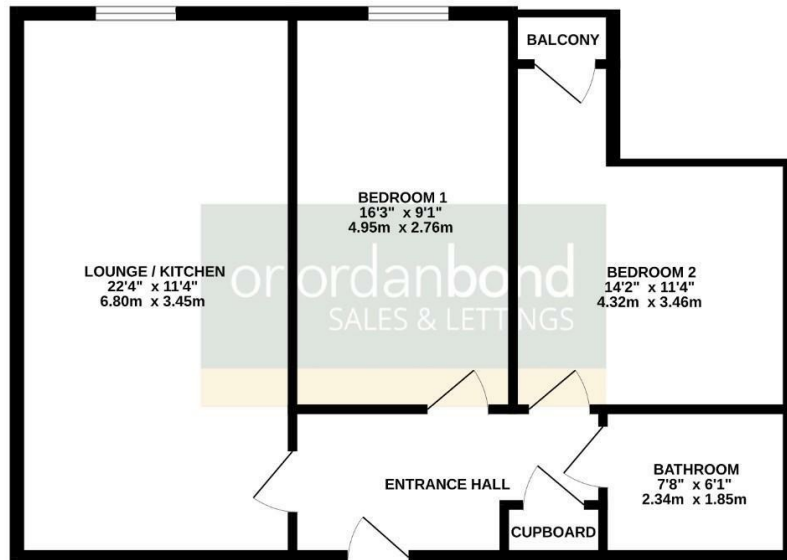 BALCONY
BEDROOM 1
16'3" x 9'1"
4.95m x 2.76m
LOUNGE / KITCHEN
22'4" x 11'4"
6.80m x 3.45m
BEDROOM 2
14'2" x 11'4"
4.32m x 3.46m
oriordanbond
SALES & LETTINGS
ENTRANCE HALL
BATHROOM
7'8" x 6'1"
2.34m x 1.85m
CUPBOARD